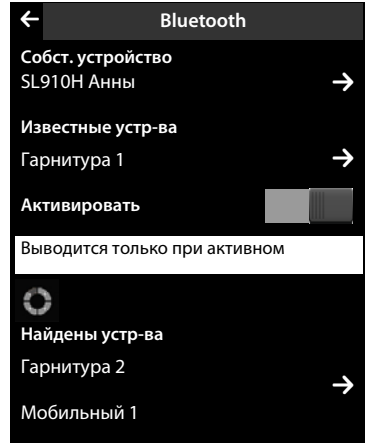 Bluetooth
Собст. устройство
SL910H Анны
Известные устр-ва
Гарнитура 1
Активировать
Выводится только при активном
Найдены устр-ва
Гарнитура 2
Мобильный 1